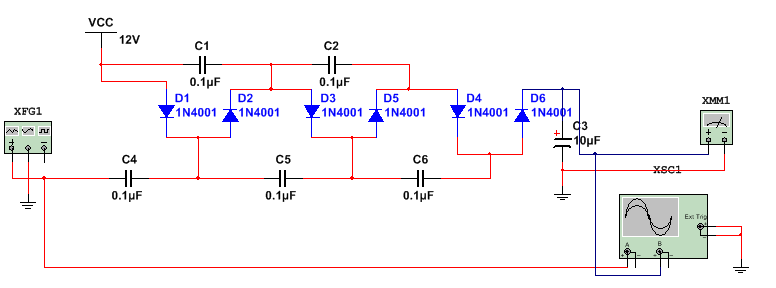 VCC
12V
C1
0.1µF
C2
0.1µF
D1
1N4001
D2
1N4001
D3
1N4001
D5
1N4001
D4
1N4001
D6
1N4001
C3
10µF
XFG1
XMM1
C4
0.1µF
C5
0.1µF
C6
0.1µF
XSC1
Ext Trig
A
B